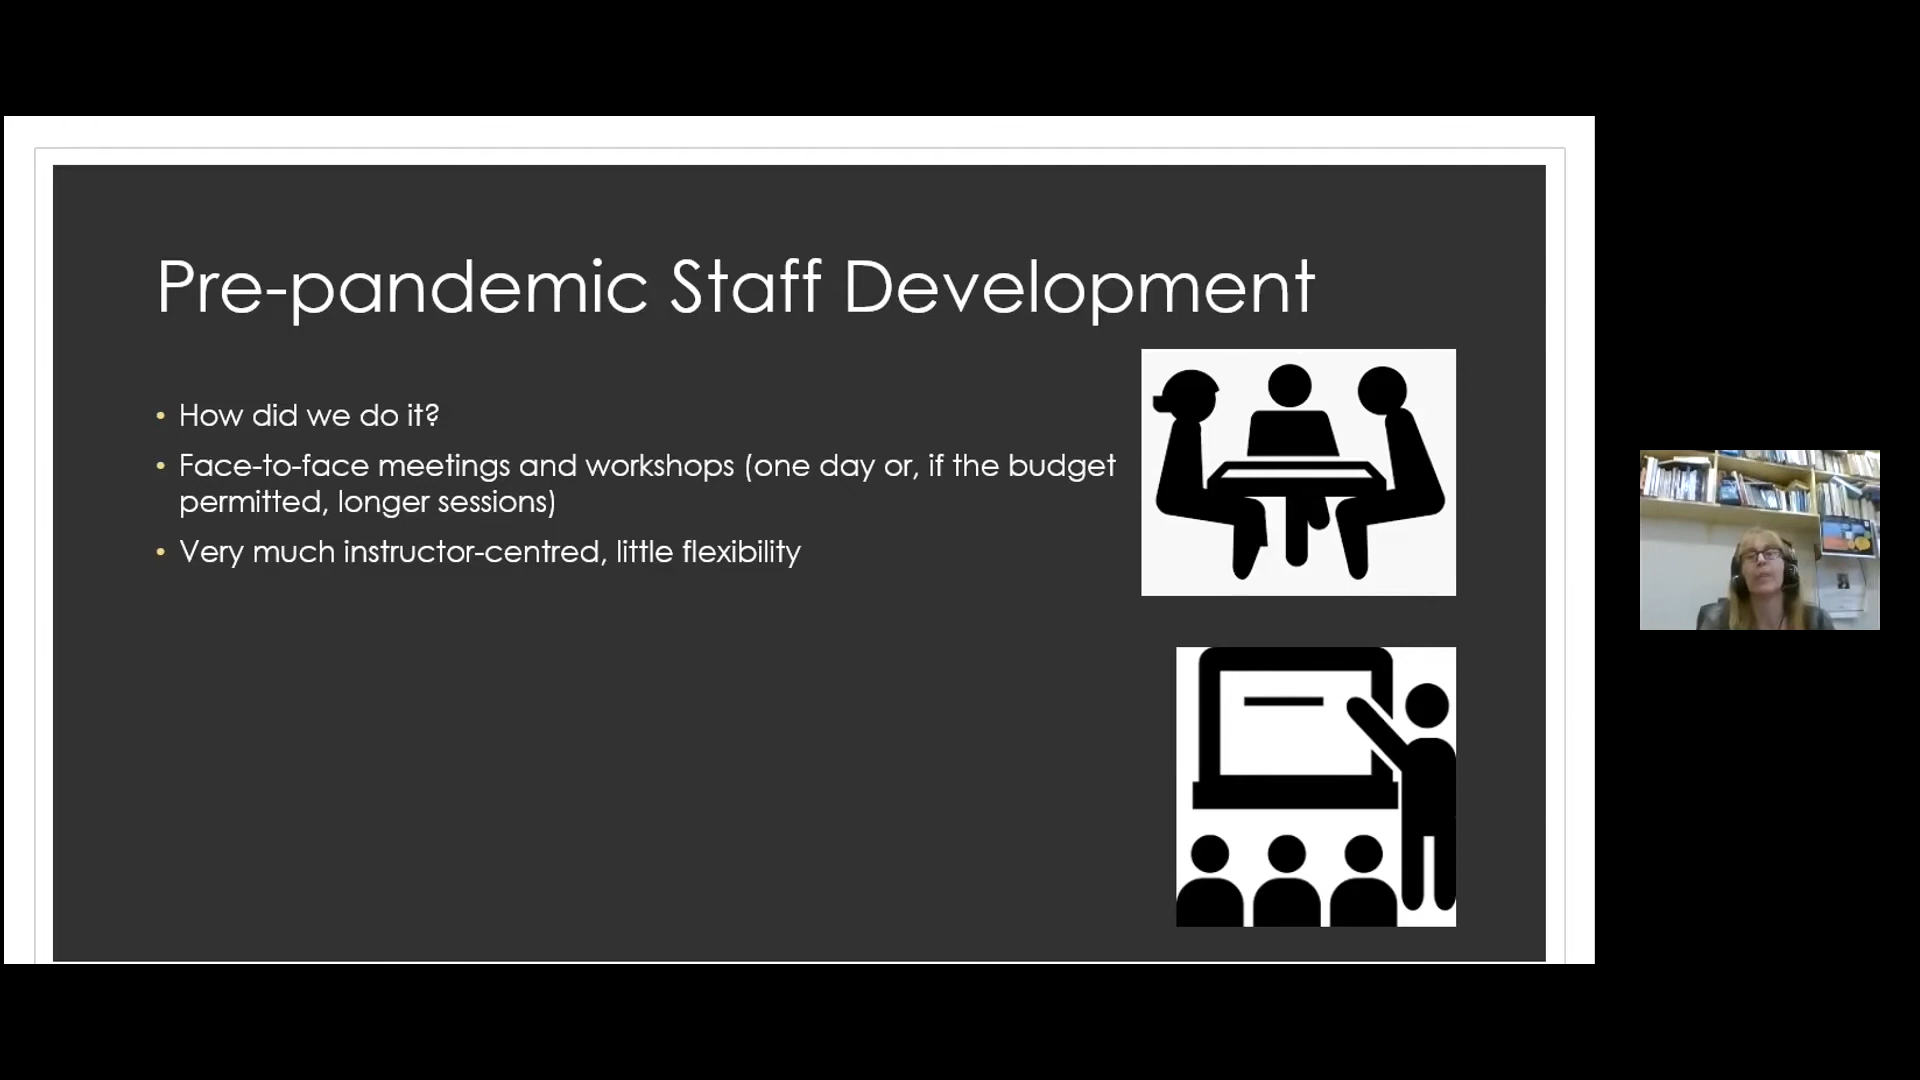 Pre-pandemic Staff Development
• How did we do it?
• Face-to-face meetings and workshops (one day or, if the budget
permitted, longer sessions)
• Very much instructor-centred, little flexibility